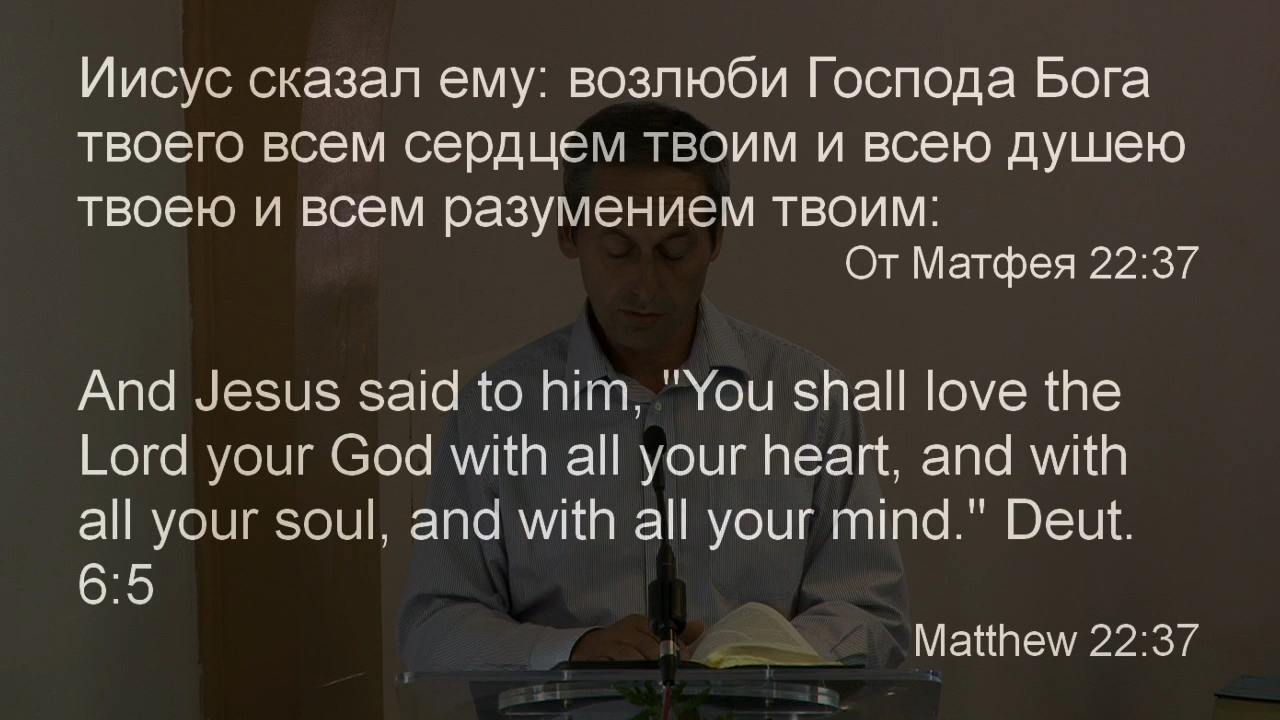 Иисус сказал ему: возлюби Господа Бога
твоего всем сердцем твоим и всею душею
твоею и всем разумением твоим:
От Матфея 22:37
And Jesus said to him, "You shall love the
Lord your God with all your heart, and with
all your soul, and with all your mind." Deut.
6:5
Matthew 22:37